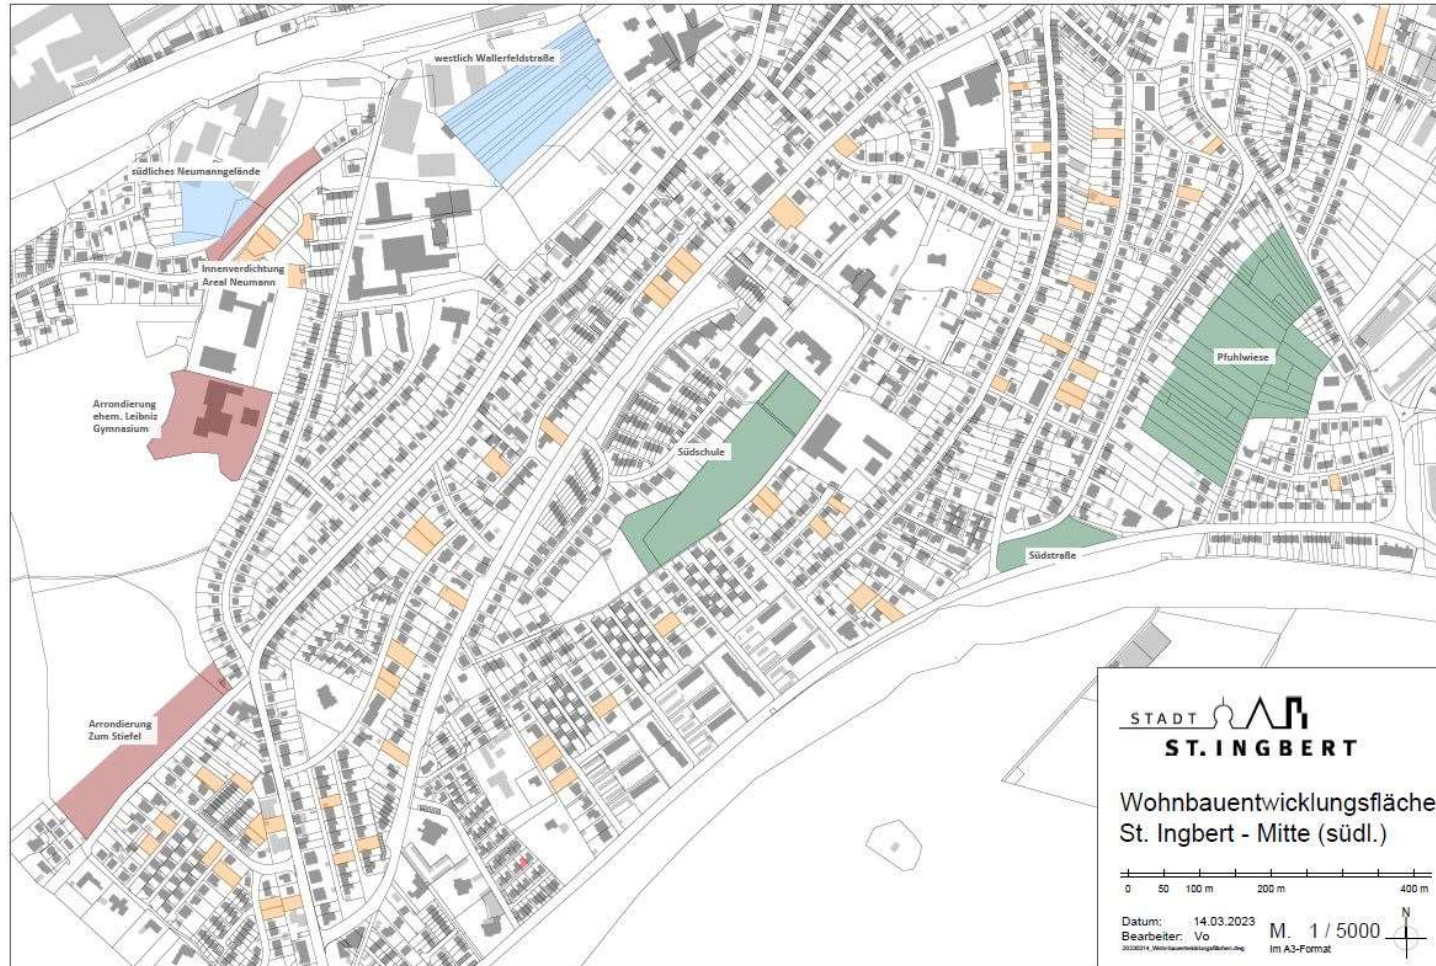 westlich Wallerfeldstraße
südliches Neumanngelände
Innenverdichtung
Areal Neumann
Pfuhlwiese
Arrondierung
ehem. Leibniz
Gymnasium
Südschule
Südstraße
Arrondierung
Zum Stiefel
STADT
ST. INGBERT
Wohnbauentwicklungsfläche
St. Ingbert - Mitte (südl.)
0 50 100 m 200 m 400 m
N
Datum: 14.03.2023
Bearbeiter: Vo
M. 1 / 5000
Im A3-Format